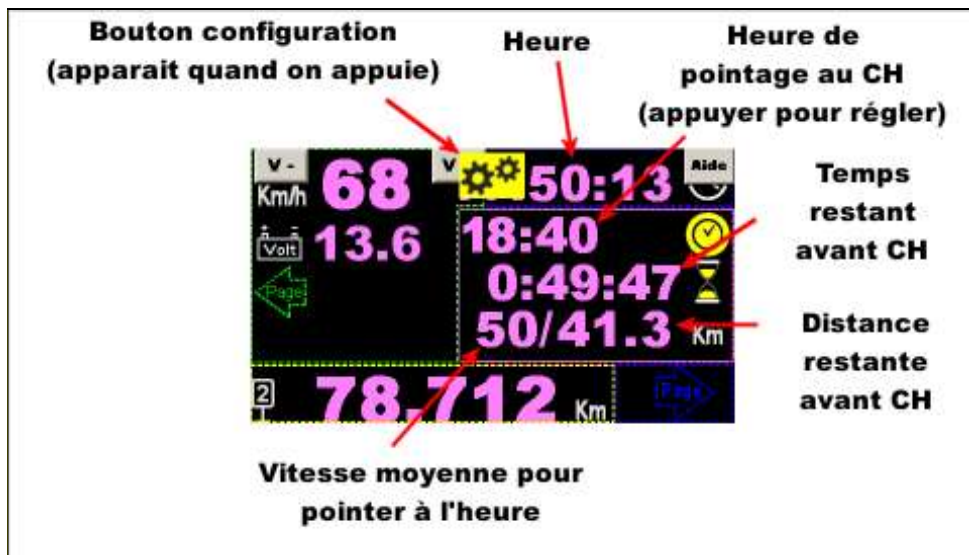 Bouton configuration
(apparait quand on appuie)
Heure
Heure de
pointage au CH
(appuyer pour régler)
V -
V
50:13
Aide
Km/h
68
Volt
13.6
Page
18:40
0:49:47
50/41.3 Km
2
78.712 Km
Page
Temps
restant
avant CH
Distance
restante
avant CH
Vitesse moyenne pour
pointer à l'heure